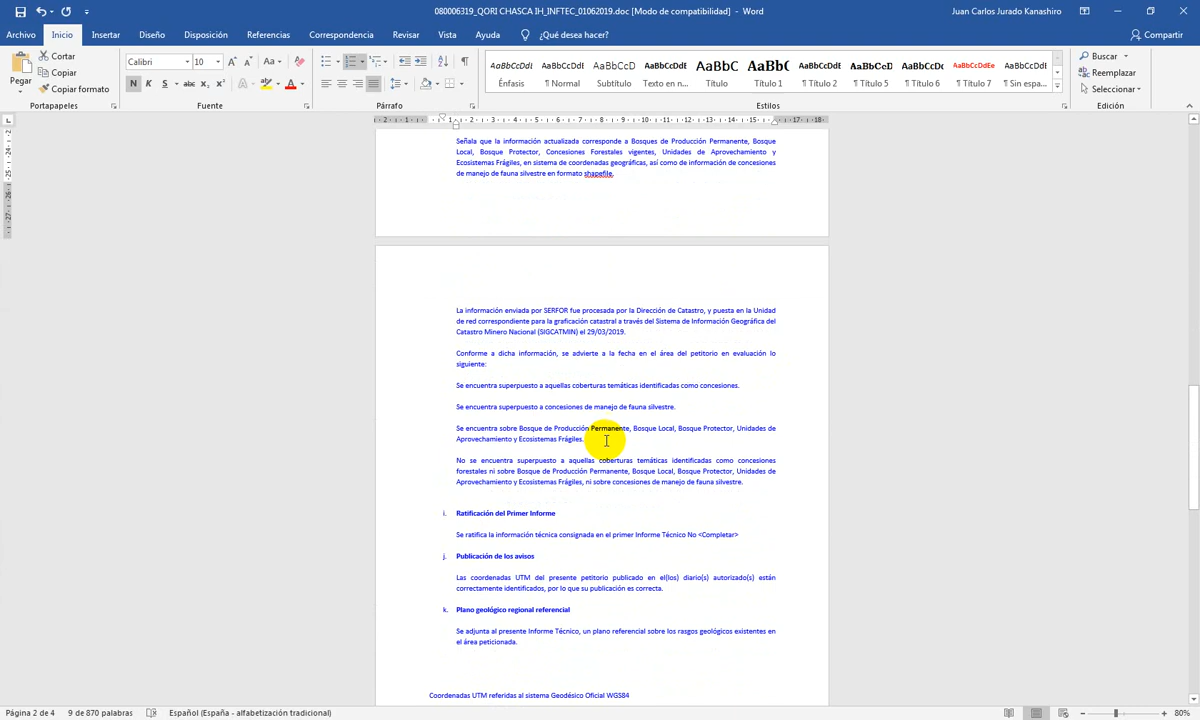 080006319_QORI CHASCA IH_INFTEC_01062019.doc [Modo de compatibilidad] - Word
Juan Carlos Jurado Kanashiro
Archivo Inicio Insertar Diseño Disposición Referencias Correspondencia Revisar Vista Ayuda ¿Qué desea hacer? Compartir
Pegar
Cortar
Copiar
Copiar formato
Portapapeles
Calibri 10
N K S abc x₂ x²
Fuente
Párrafo
AaBbCcDdI AaBbCcDdI AaBbCcD AaBbCcDdE AaBbC AaBbC AaBbCcDdE AaBbCcDc AaBbCcDc AaBbCcDdEe AaBbCcDdI
Énfasis ¶ Normal Subtítulo Texto en n... Título ¶ Título 1 ¶ Título 2 ¶ Título 5 ¶ Título 6 ¶ Título 7 ¶ Sin espa...
Estilos
Buscar
Reemplazar
Seleccionar
Edición
Señala que la información actualizada corresponde a Bosques de Producción Permanente, Bosque
Local, Bosque Protector, Concesiones Forestales vigentes, Unidades de Aprovechamiento y
Ecosistemas Frágiles, en sistema de coordenadas geográficas, así como de información de concesiones
de manejo de fauna silvestre en formato shapefile.
La información enviada por SERFOR fue procesada por la Dirección de Catastro, y puesta en la Unidad
de red correspondiente para la graficación catastral a través del Sistema de Información Geográfica del
Catastro Minero Nacional (SIGCATMIN) el 29/03/2019.
Conforme a dicha información, se advierte a la fecha en el área del petitorio en evaluación lo
siguiente:
Se encuentra superpuesto a aquellas coberturas temáticas identificadas como concesiones.
Se encuentra superpuesto a concesiones de manejo de fauna silvestre.
Se encuentra sobre Bosque de Producción Permanente, Bosque Local, Bosque Protector, Unidades de
Aprovechamiento y Ecosistemas Frágiles.
No se encuentra superpuesto a aquellas coberturas temáticas identificadas como concesiones
forestales ni sobre Bosque de Producción Permanente, Bosque Local, Bosque Protector, Unidades de
Aprovechamiento y Ecosistemas Frágiles, ni sobre concesiones de manejo de fauna silvestre.
i. Ratificación del Primer Informe
Se ratifica la información técnica consignada en el primer Informe Técnico No <Completar>
j. Publicación de los avisos
Las coordenadas UTM del presente petitorio publicado en el(los) diario(s) autorizado(s) están
correctamente identificados, por lo que su publicación es correcta.
k. Plano geológico regional referencial
Se adjunta al presente Informe Técnico, un plano referencial sobre los rasgos geológicos existentes en
el área peticionada.
Coordenadas UTM referidas al sistema Geodésico Oficial WGS84
Página 2 de 4 9 de 870 palabras Español (España - alfabetización tradicional) 80%